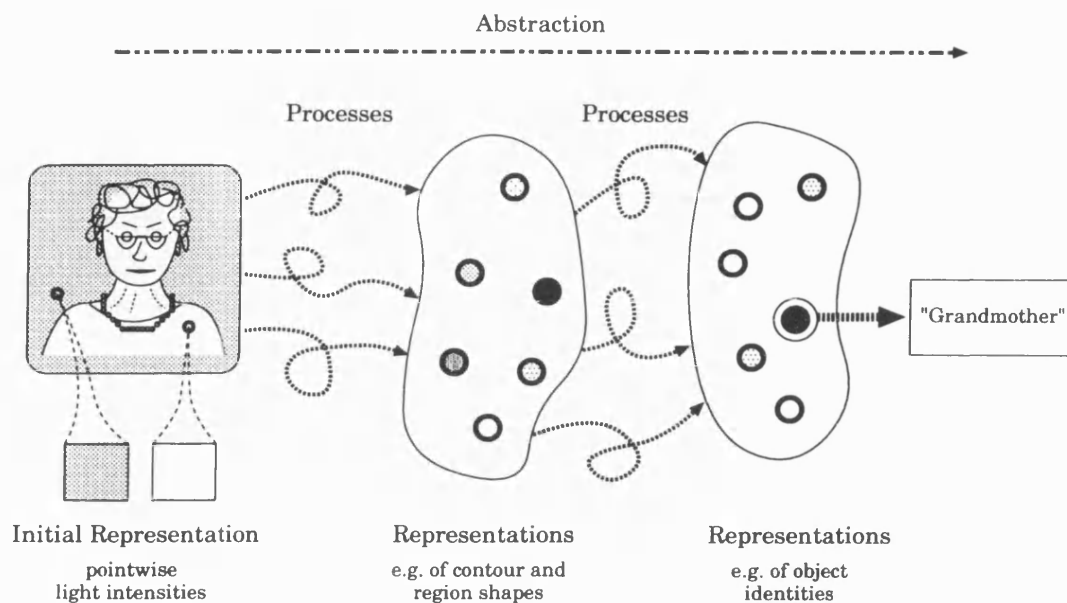 Abstraction
Processes
Processes
"Grandmother"
Initial Representation
pointwise
light intensities
Representations
e.g. of contour and
region shapes
Representations
e.g. of object
identities